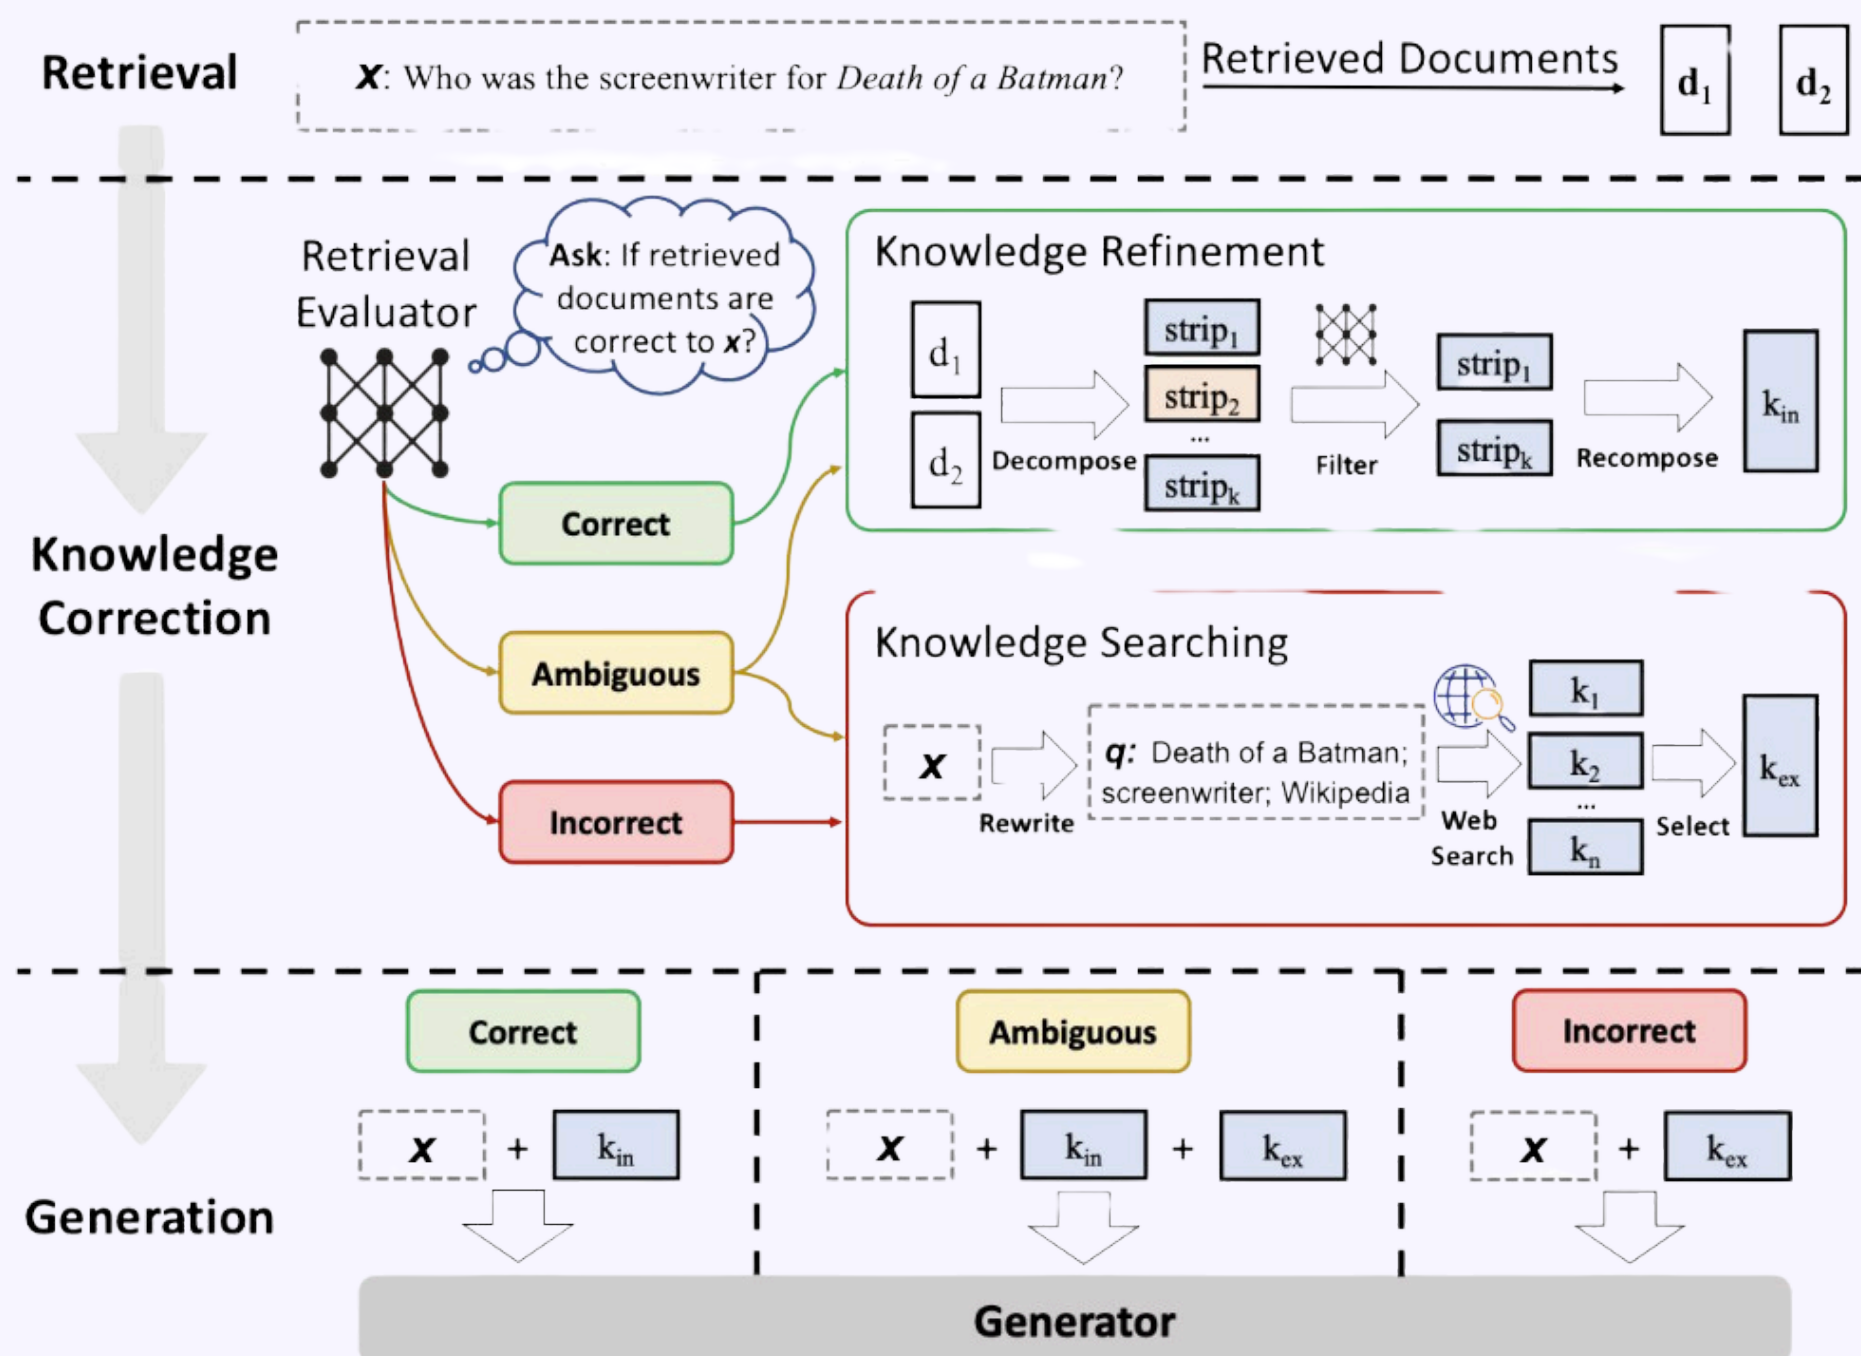 Retrieval
x: Who was the screenwriter for Death of a Batman?
Retrieved Documents
d1
d2
Retrieval
Evaluator
Ask: If retrieved
documents are
correct to x?
Knowledge Refinement
d1
d2
Decompose
strip1
strip2
...
stripk
Filter
strip1
stripk
Recompose
kin
Correct
Knowledge
Correction
Ambiguous
Incorrect
Knowledge Searching
x
Rewrite
q: Death of a Batman;
screenwriter; Wikipedia
Web
Search
k1
k2
...
kn
Select
kex
Correct
Ambiguous
Incorrect
x + kin
x + kin + kex
x + kex
Generation
Generator